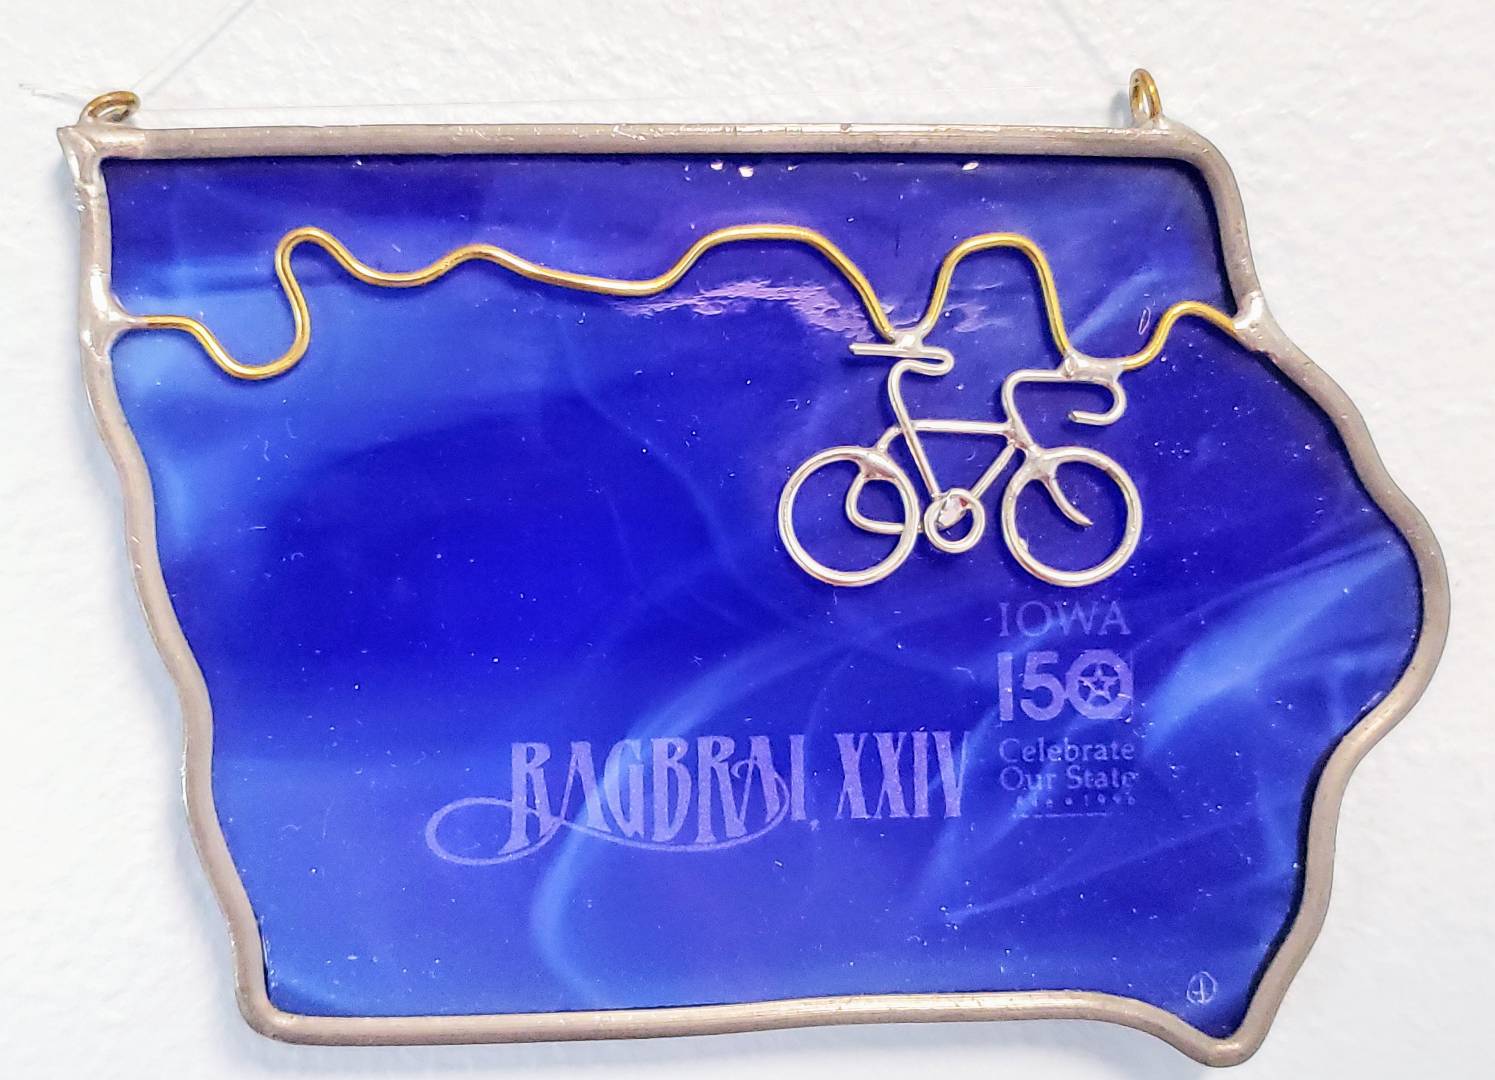 IOWA
150
Celebrate
Our State
RAGBRAI XXIV